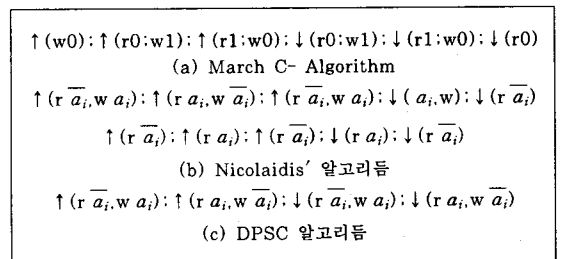 ↑(w0);↑(r0;w1);↑(r1;w0);↓(r0;w1);↓(r1;w0);↓(r0)
(a) March C- Algorithm
↑(r a̅ᵢ,w aᵢ);↑(r aᵢ,w a̅ᵢ);↑(r a̅ᵢ,w aᵢ);↓( aᵢ,w);↓(r a̅ᵢ)
↑(r a̅ᵢ);↑(r aᵢ);↑(r a̅ᵢ);↓(r aᵢ);↓(r a̅ᵢ)
(b) Nicolaidis′ 알고리듬
↑(r a̅ᵢ,w aᵢ);↑(r aᵢ,w a̅ᵢ);↓(r a̅ᵢ,w aᵢ);↓(r aᵢ,w a̅ᵢ)
(c) DPSC 알고리듬